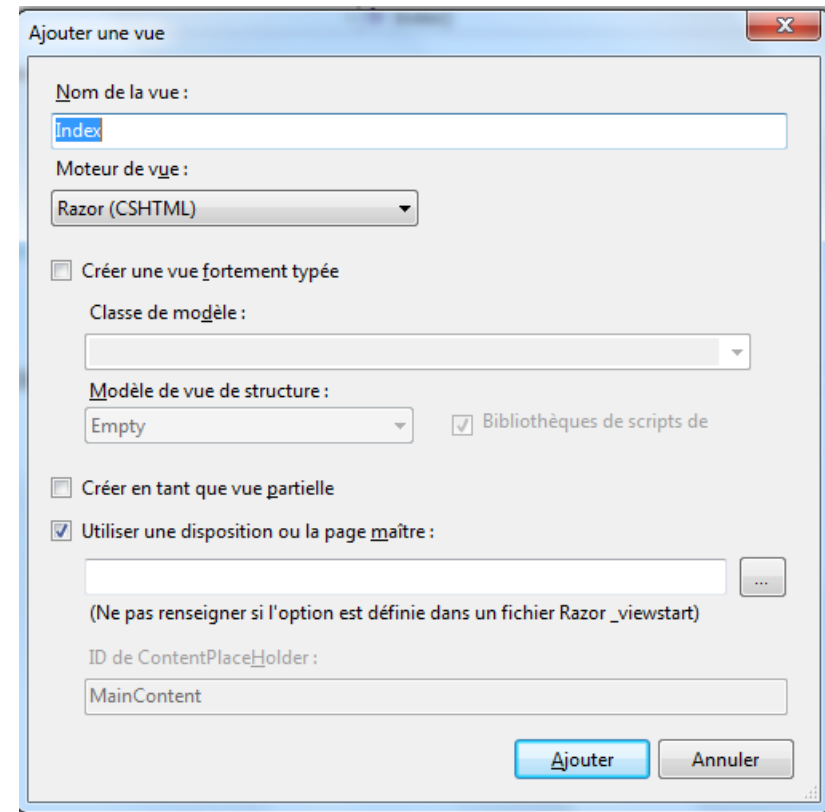 Ajouter une vue
Nom de la vue :
Index
Moteur de vue :
Razor (CSHTML)
Créer une vue fortement typée
Classe de modèle :
Modèle de vue de structure :
Empty
Bibliothèques de scripts de
Créer en tant que vue partielle
Utiliser une disposition ou la page maître :
...
(Ne pas renseigner si l'option est définie dans un fichier Razor _viewstart)
ID de ContentPlaceHolder :
MainContent
Ajouter Annuler